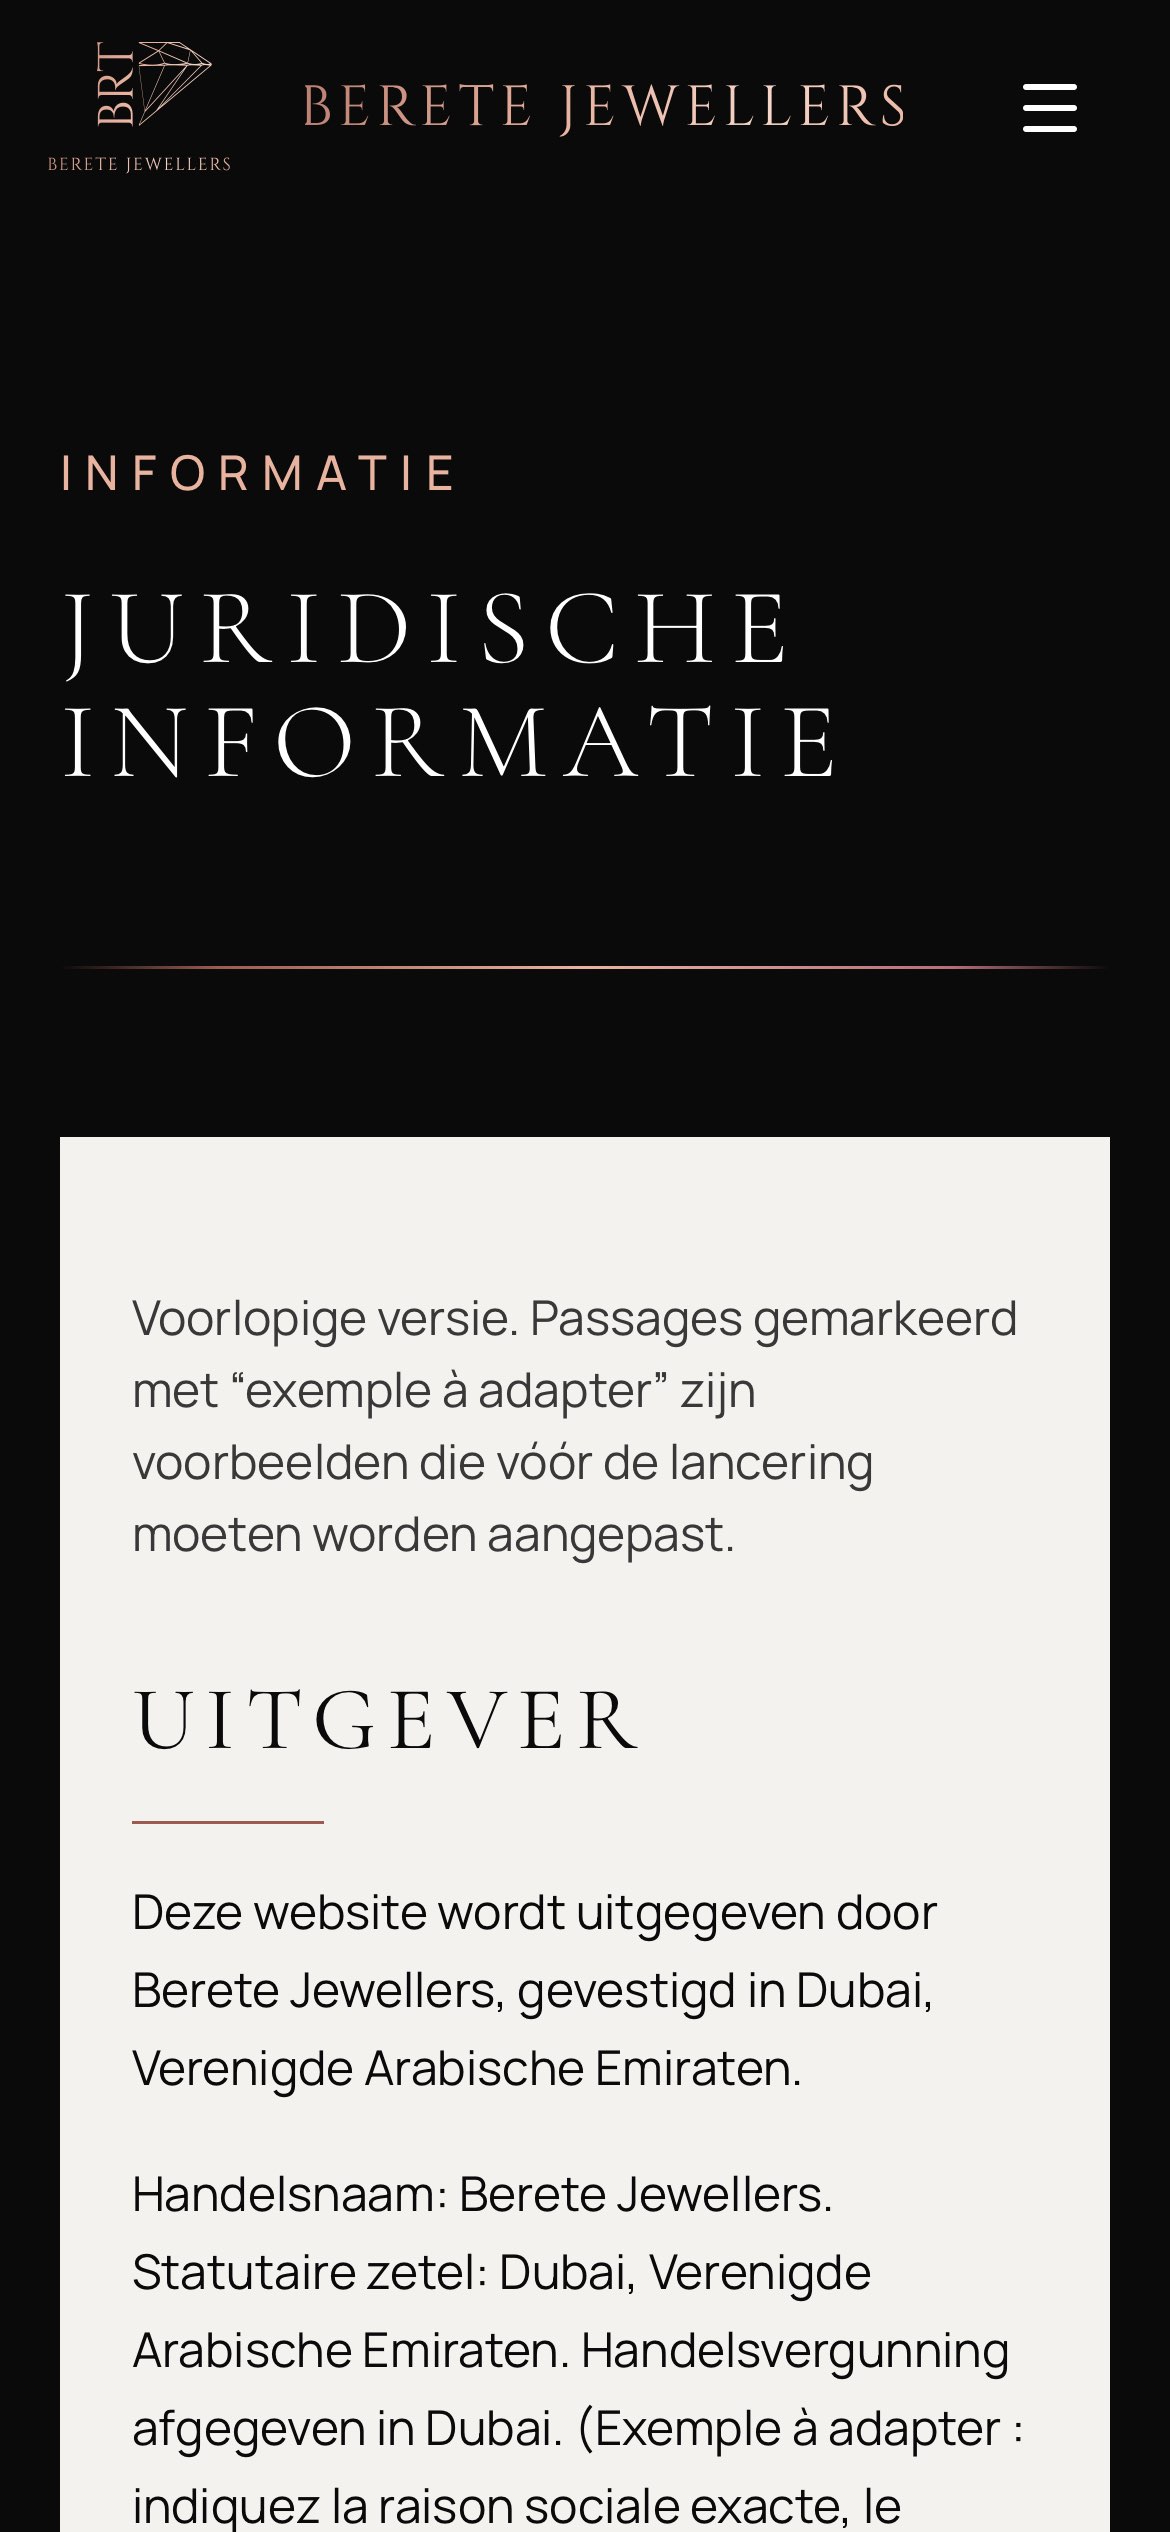 BRT
BERETE JEWELLERS
BERETE JEWELLERS
INFORMATIE
JURIDISCHE
INFORMATIE
Voorlopige versie. Passages gemarkeerd
met “exemple à adapter” zijn
voorbeelden die vóór de lancering
moeten worden aangepast.
UITGEVER
Deze website wordt uitgegeven door
Berete Jewellers, gevestigd in Dubai,
Verenigde Arabische Emiraten.
Handelsnaam: Berete Jewellers.
Statutaire zetel: Dubai, Verenigde
Arabische Emiraten. Handelsvergunning
afgegeven in Dubai. (Exemple à adapter :
indiquez la raison sociale exacte, le